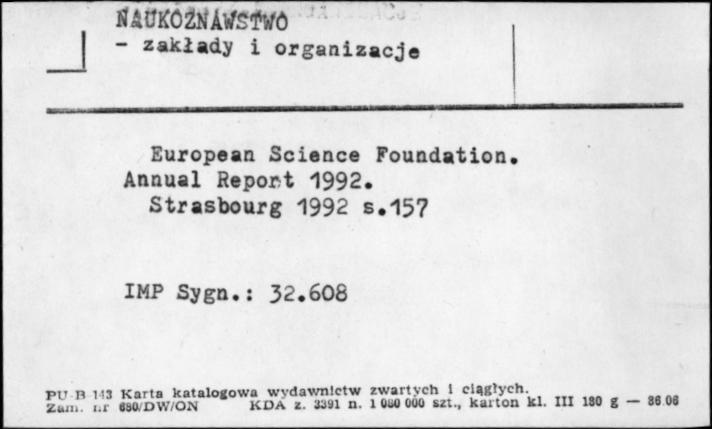 NAUKOZNAWSTWO
- zakłady i organizacje
European Science Foundation.
Annual Report 1992.
Strasbourg 1992 s.157
IMP Sygn.: 32.608
PU-B-143 Karta katalogowa wydawnictw zwartych i ciągłych.
Zam. nr 680/DW/ON KDA z. 3391 n. 1 080 000 szt., karton kl. III 180 g — 86.06